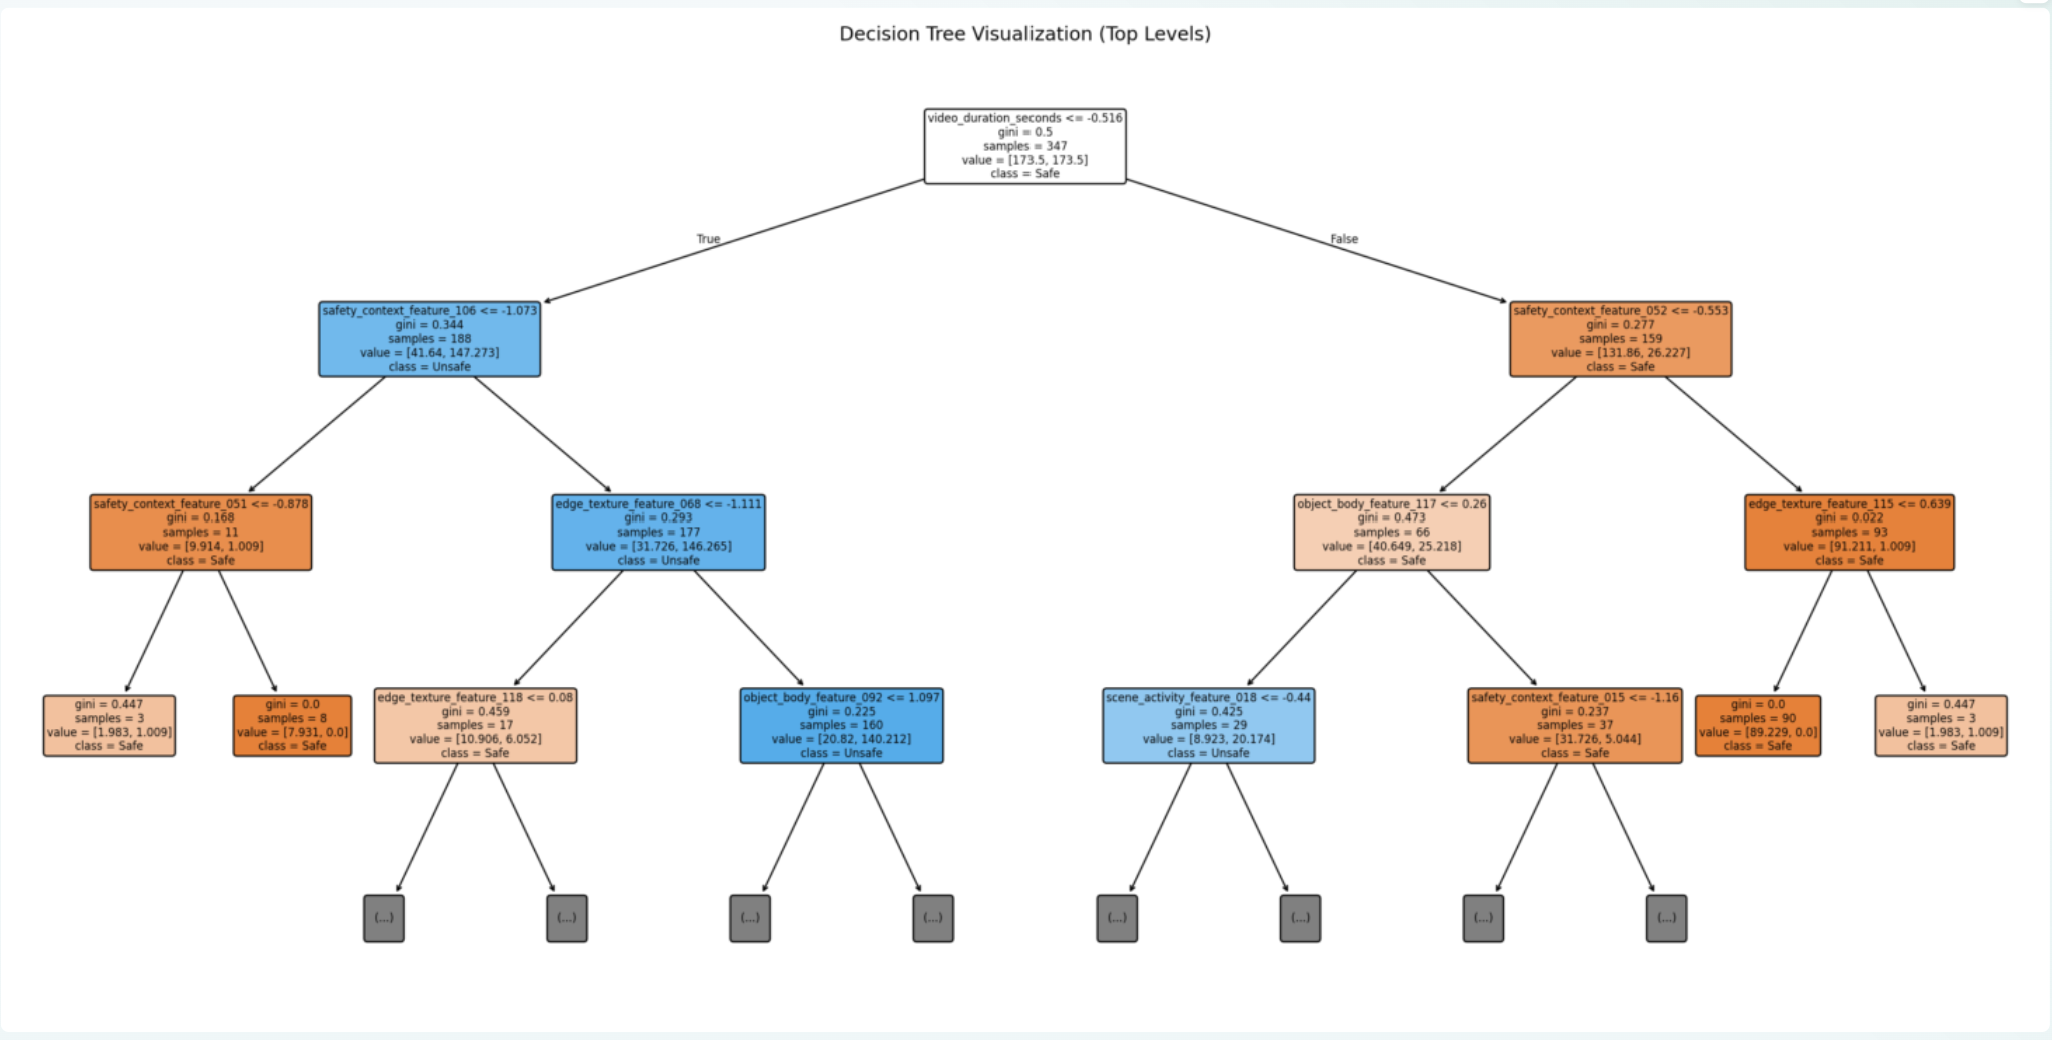 Decision Tree Visualization (Top Levels)
video_duration_seconds <= -0.516
gini = 0.5
samples = 347
value = [173.5, 173.5]
class = Safe
True
False
safety_context_feature_106 <= -1.073
gini = 0.344
samples = 188
value = [41.64, 147.273]
class = Unsafe
safety_context_feature_052 <= -0.553
gini = 0.277
samples = 159
value = [131.86, 26.227]
class = Safe
safety_context_feature_051 <= -0.878
gini = 0.168
samples = 11
value = [9.914, 1.009]
class = Safe
edge_texture_feature_068 <= -1.111
gini = 0.293
samples = 177
value = [31.726, 146.265]
class = Unsafe
object_body_feature_117 <= 0.26
gini = 0.473
samples = 66
value = [40.649, 25.218]
class = Safe
edge_texture_feature_115 <= 0.639
gini = 0.022
samples = 93
value = [91.211, 1.009]
class = Safe
gini = 0.447
samples = 3
value = [1.983, 1.009]
class = Safe
gini = 0.0
samples = 8
value = [7.931, 0.0]
class = Safe
edge_texture_feature_118 <= 0.08
gini = 0.459
samples = 17
value = [10.906, 6.052]
class = Safe
object_body_feature_092 <= 1.097
gini = 0.225
samples = 160
value = [20.82, 140.212]
class = Unsafe
scene_activity_feature_018 <= -0.44
gini = 0.425
samples = 29
value = [8.923, 20.174]
class = Unsafe
safety_context_feature_015 <= -1.16
gini = 0.237
samples = 37
value = [31.726, 5.044]
class = Safe
gini = 0.0
samples = 90
value = [89.229, 0.0]
class = Safe
gini = 0.447
samples = 3
value = [1.983, 1.009]
class = Safe
(...)
(...)
(...)
(...)
(...)
(...)
(...)
(...)